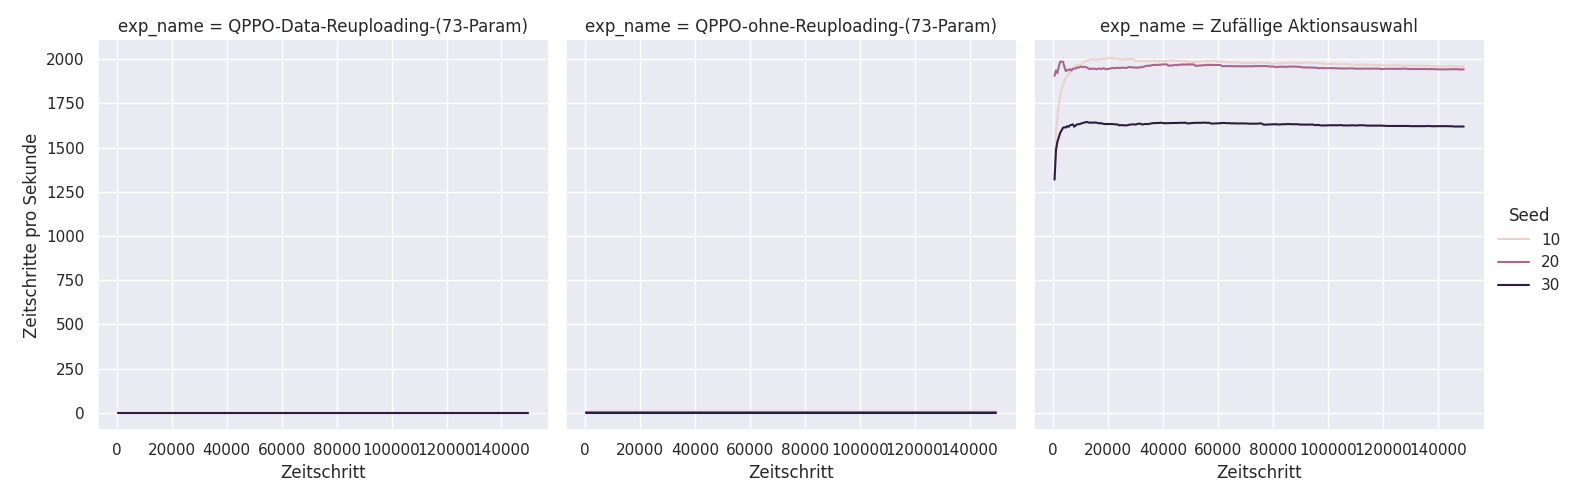 exp_name = QPPO-Data-Reuploading-(73-Param)
exp_name = QPPO-ohne-Reuploading-(73-Param)
exp_name = Zufällige Aktionsauswahl
Zeitschritte pro Sekunde
2000
1750
1500
1250
1000
750
500
250
0
0 20000 40000 60000 80000 100000 120000 140000
0 20000 40000 60000 80000 100000 120000 140000
0 20000 40000 60000 80000 100000 120000 140000
Zeitschritt
Zeitschritt
Zeitschritt
Seed
10
20
30